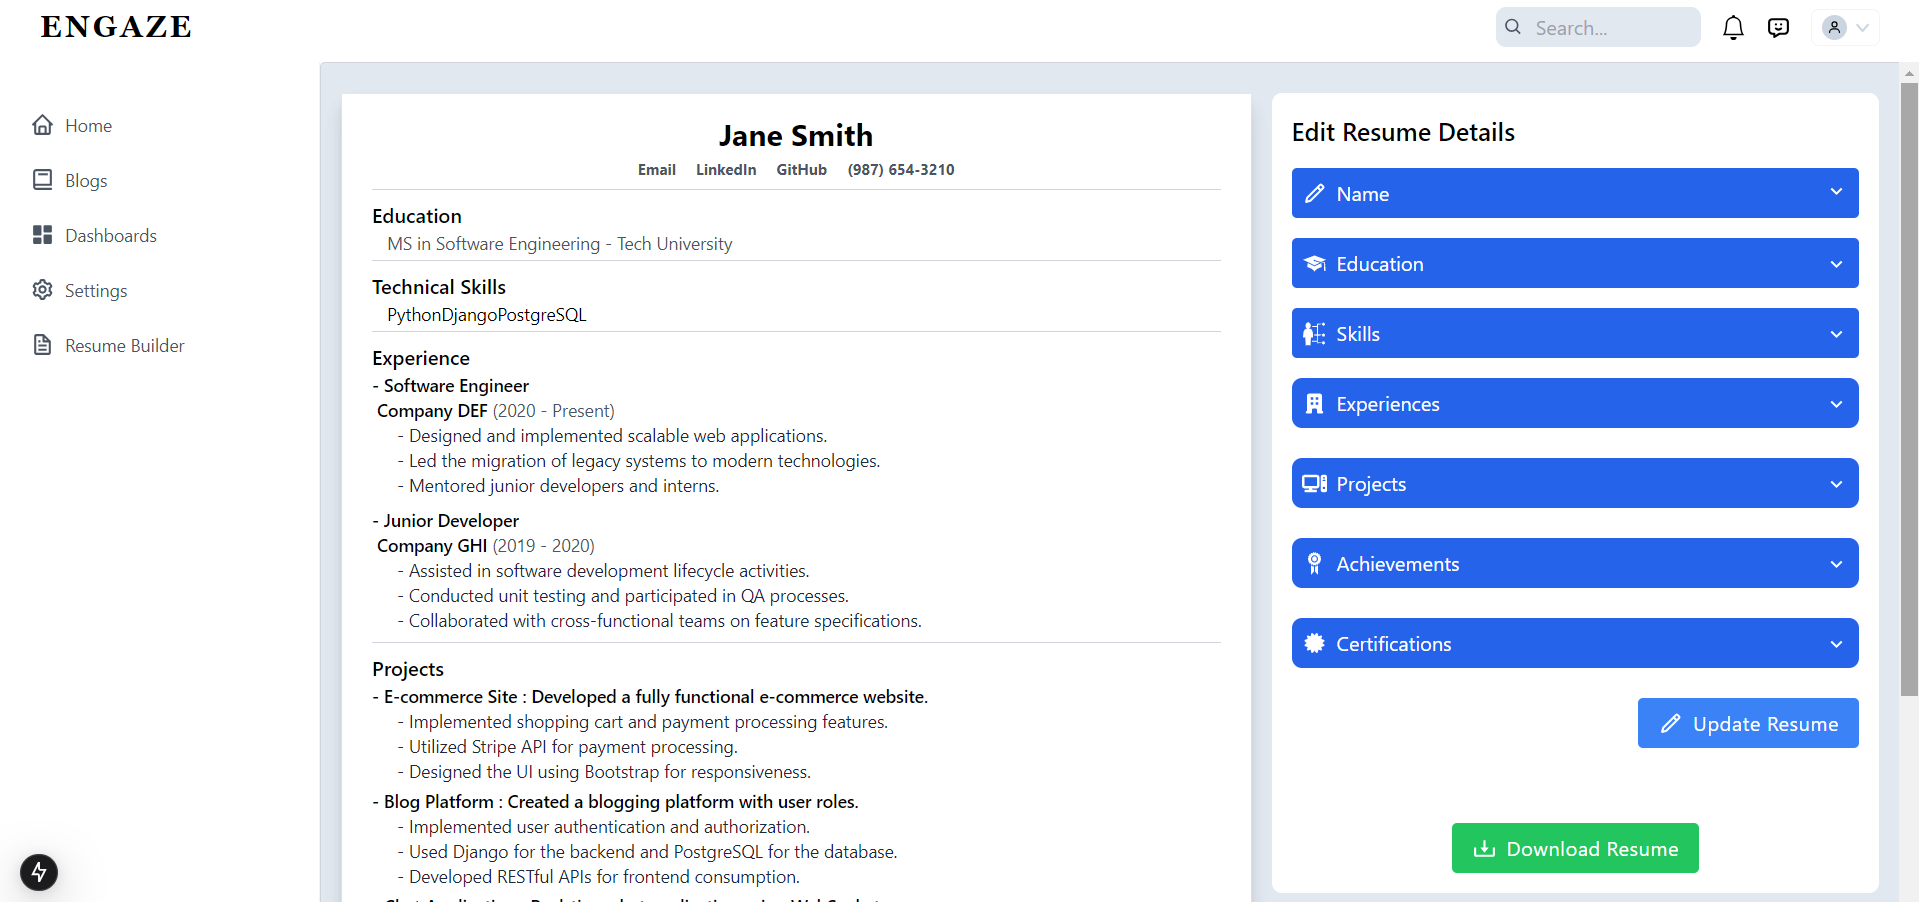 ENGAZE
Search...
Home
Blogs
Dashboards
Settings
Resume Builder
Jane Smith
Email LinkedIn GitHub (987) 654-3210
Education
MS in Software Engineering - Tech University
Technical Skills
PythonDjangoPostgreSQL
Experience
- Software Engineer
Company DEF (2020 - Present)
- Designed and implemented scalable web applications.
- Led the migration of legacy systems to modern technologies.
- Mentored junior developers and interns.
- Junior Developer
Company GHI (2019 - 2020)
- Assisted in software development lifecycle activities.
- Conducted unit testing and participated in QA processes.
- Collaborated with cross-functional teams on feature specifications.
Projects
- E-commerce Site : Developed a fully functional e-commerce website.
- Implemented shopping cart and payment processing features.
- Utilized Stripe API for payment processing.
- Designed the UI using Bootstrap for responsiveness.
- Blog Platform : Created a blogging platform with user roles.
- Implemented user authentication and authorization.
- Used Django for the backend and PostgreSQL for the database.
- Developed RESTful APIs for frontend consumption.
Edit Resume Details
Name
Education
Skills
Experiences
Projects
Achievements
Certifications
Update Resume
Download Resume